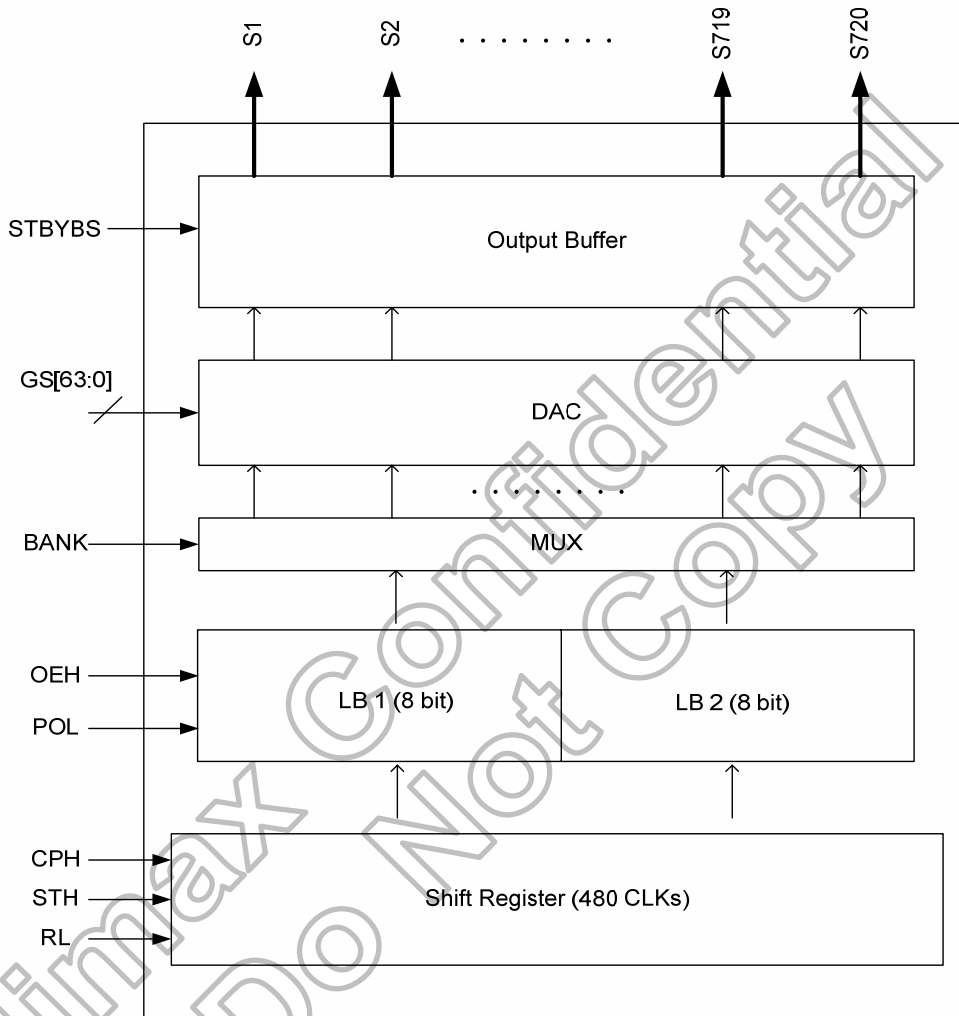 S1
S2
. . . . . . . .
S719
S720
STBYBS
Output Buffer
GS[63:0]
DAC
. . . . . . . .
BANK
MUX
OEH
POL
LB 1 (8 bit)
LB 2 (8 bit)
CPH
STH
RL
Shift Register (480 CLKs)
limax Confidential
Do Not Copy